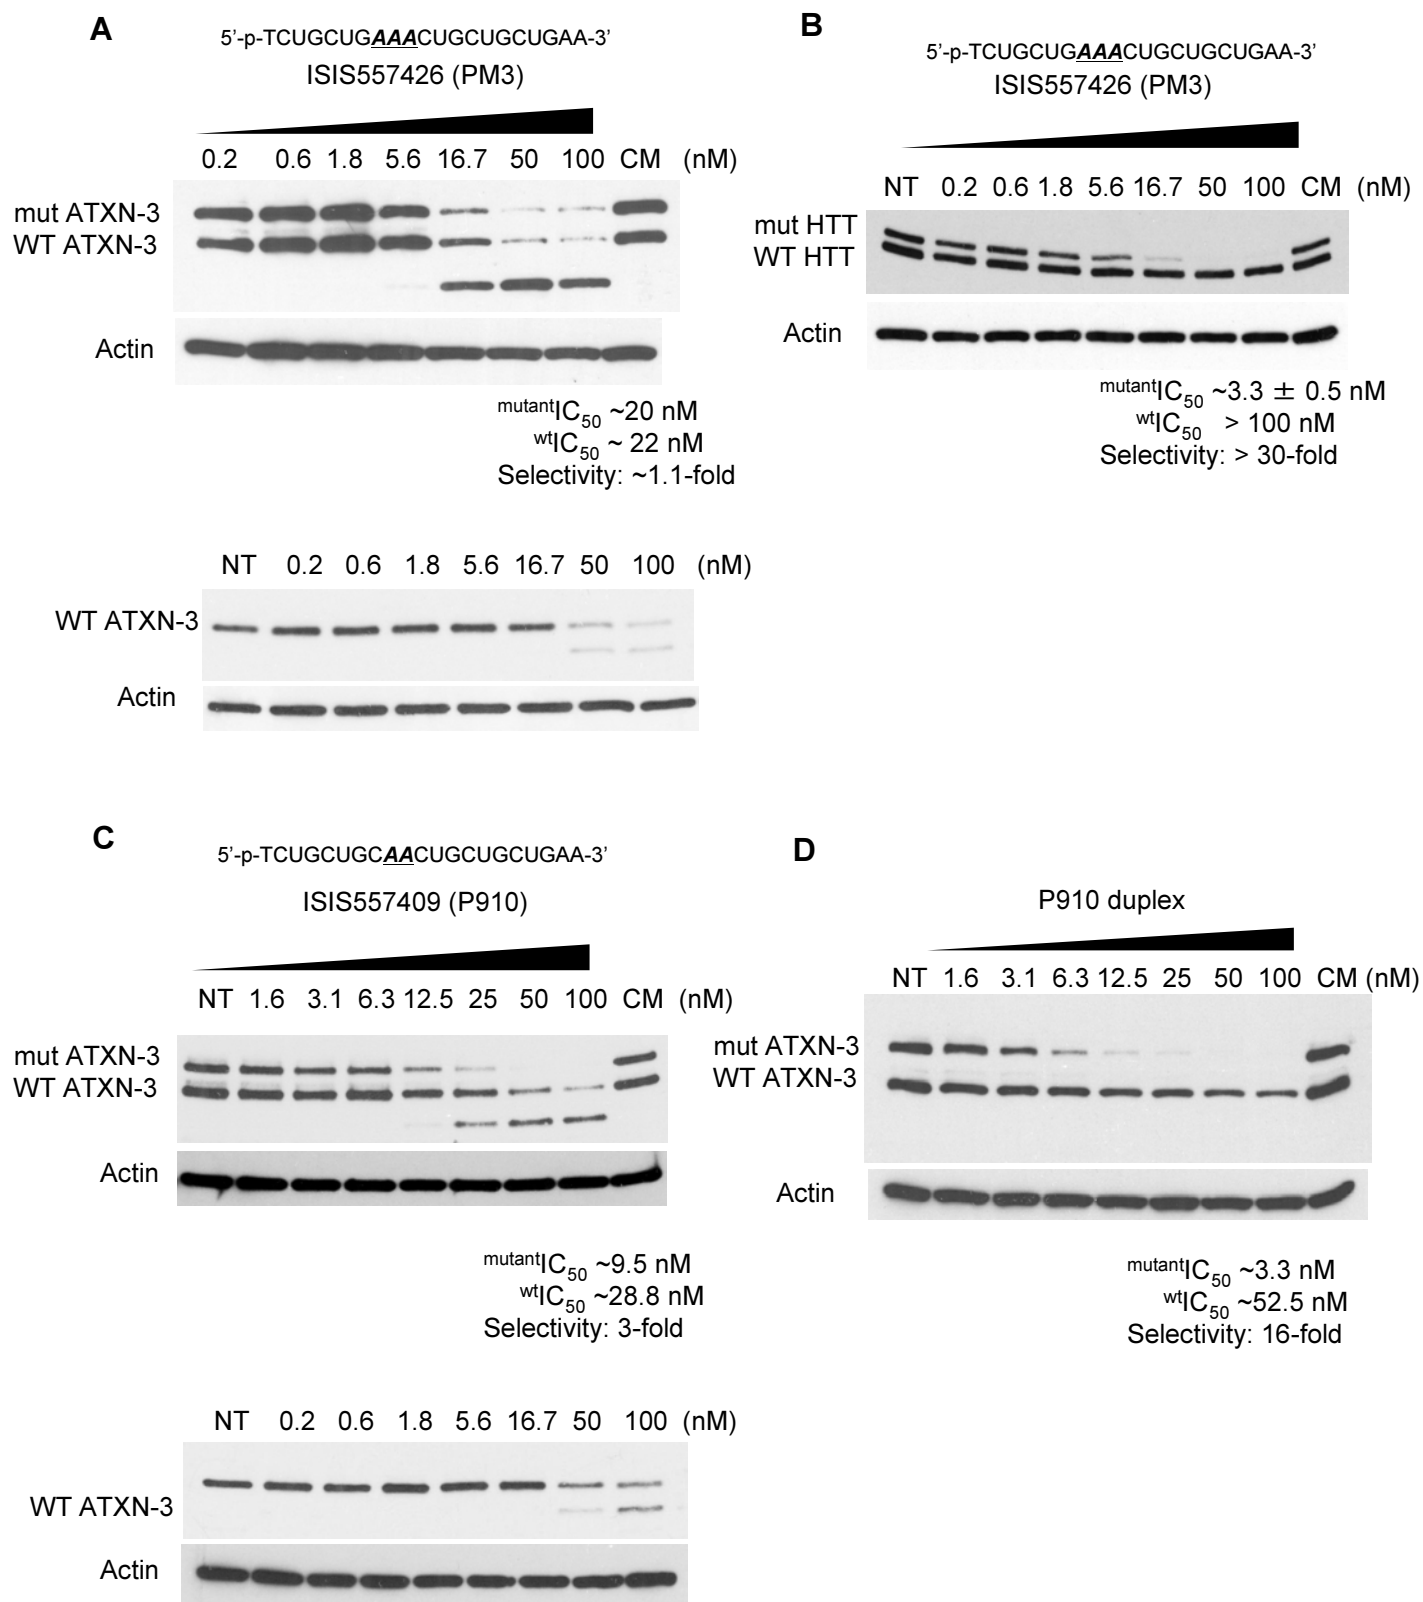 A
5'-p-TCUGCUGAAACUGCUGCUGAA-3'
ISIS557426 (PM3)
0.2 0.6 1.8 5.6 16.7 50 100 CM (nM)
mut ATXN-3
WT ATXN-3
Actin
mutantIC50 ~20 nM
wtIC50 ~ 22 nM
Selectivity: ~1.1-fold
NT 0.2 0.6 1.8 5.6 16.7 50 100 (nM)
WT ATXN-3
Actin
B
5'-p-TCUGCUGAAACUGCUGCUGAA-3'
ISIS557426 (PM3)
NT 0.2 0.6 1.8 5.6 16.7 50 100 CM (nM)
mut HTT
WT HTT
Actin
mutantIC50 ~3.3 ± 0.5 nM
wtIC50 > 100 nM
Selectivity: > 30-fold
C
5'-p-TCUGCUGCAACUGCUGCUGAA-3'
ISIS557409 (P910)
NT 1.6 3.1 6.3 12.5 25 50 100 CM (nM)
mut ATXN-3
WT ATXN-3
Actin
mutantIC50 ~9.5 nM
wtIC50 ~28.8 nM
Selectivity: 3-fold
NT 0.2 0.6 1.8 5.6 16.7 50 100 (nM)
WT ATXN-3
Actin
D
P910 duplex
NT 1.6 3.1 6.3 12.5 25 50 100 CM (nM)
mut ATXN-3
WT ATXN-3
Actin
mutantIC50 ~3.3 nM
wtIC50 ~52.5 nM
Selectivity: 16-fold